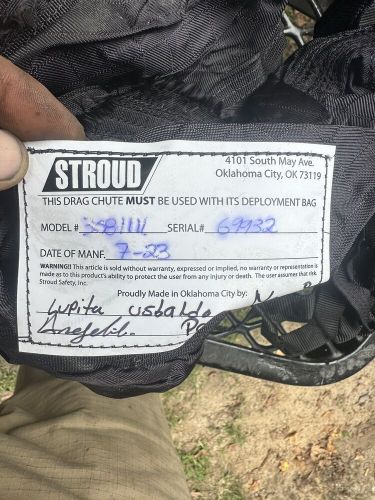 STROUD
4101 South May Ave.
Oklahoma City, OK 73119
THIS DRAG CHUTE MUST BE USED WITH ITS DEPLOYMENT BAG
MODEL # SERIAL# 69932
DATE OF MANF. 7-23
WARNING!! This article is sold without warranty, expressed or implied, no warranty or representation is
made as to this product's ability to protect the user from any injury or death. The user assumes that risk.
Stroud Safety, Inc.
Proudly Made in Oklahoma City by:
Lupita